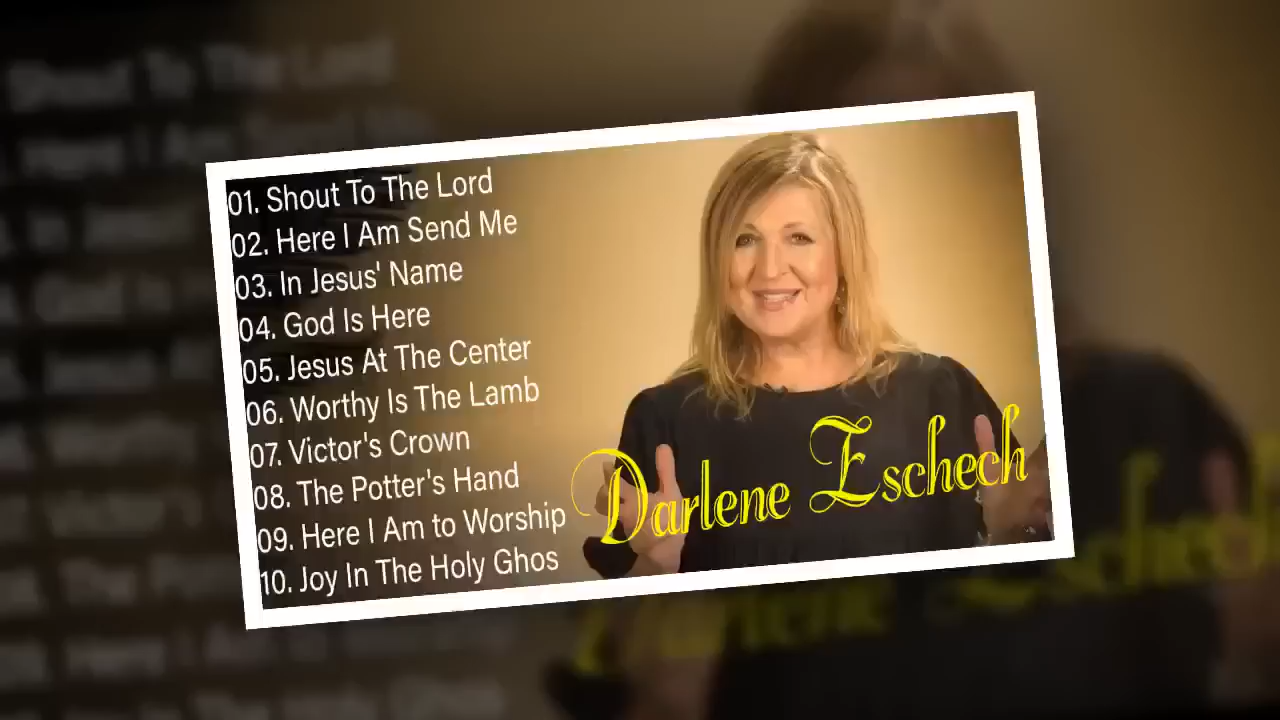 01. Shout To The Lord
02. Here I Am Send Me
03. In Jesus' Name
04. God Is Here
05. Jesus At The Center
06. Worthy Is The Lamb
07. Victor's Crown
08. The Potter's Hand
09. Here I Am to Worship
10. Joy In The Holy Ghos
Darlene Eschech